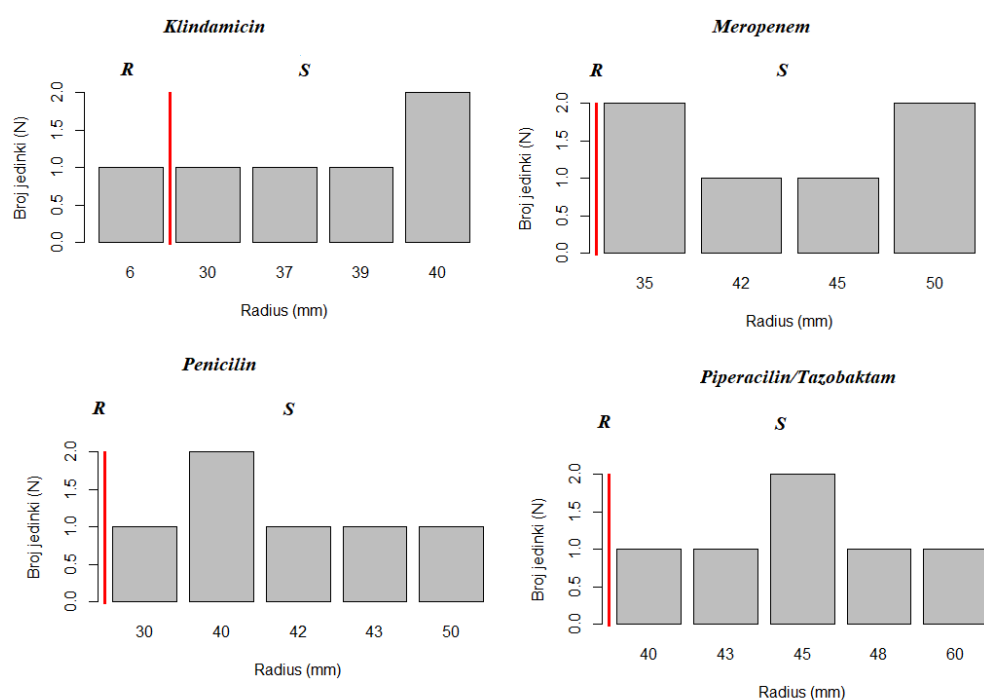 Klindamicin
R S
Broj jedinki (N)
0.0 0.5 1.0 1.5 2.0
6 30 37 39 40
Radius (mm)
Meropenem
R S
Broj jedinki (N)
0.0 0.5 1.0 1.5 2.0
35 42 45 50
Radius (mm)
Penicilin
R S
Broj jedinki (N)
0.0 0.5 1.0 1.5 2.0
30 40 42 43 50
Radius (mm)
Piperacilin/Tazobaktam
R S
Broj jedinki (N)
0.0 0.5 1.0 1.5 2.0
40 43 45 48 60
Radius (mm)